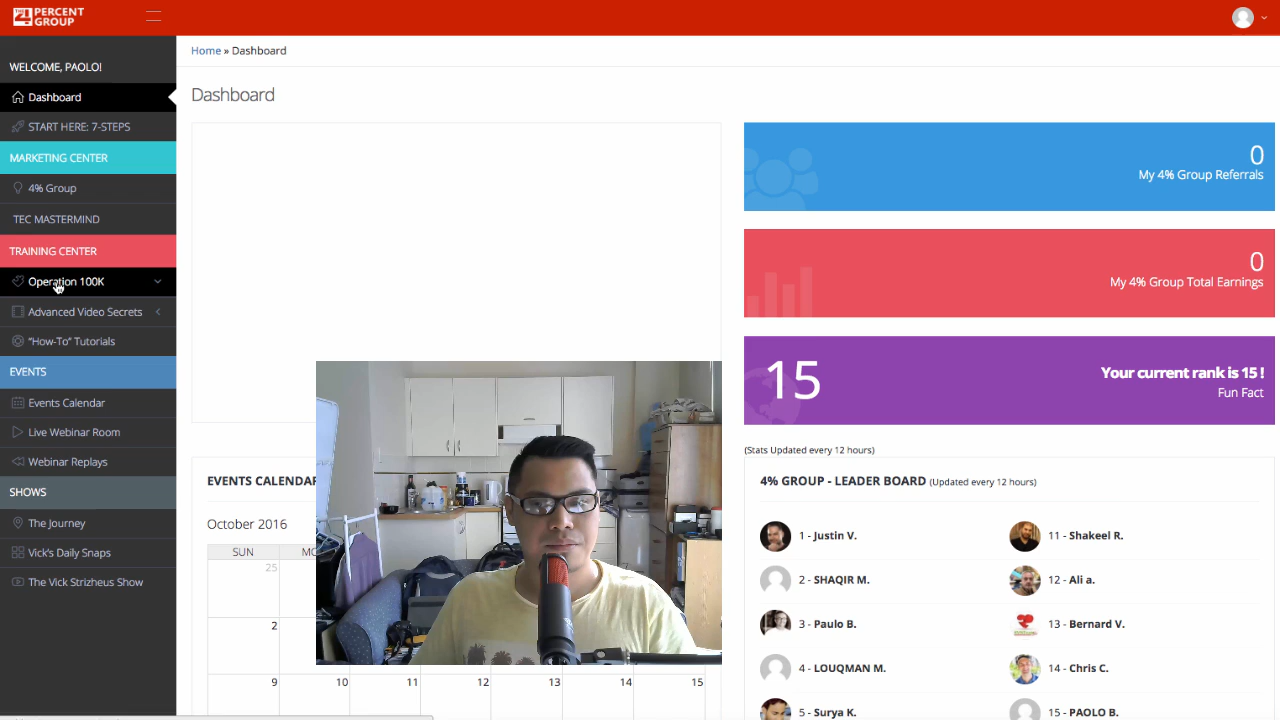 THE 4 PERCENT
GROUP
WELCOME, PAOLO!
Dashboard
START HERE: 7-STEPS
MARKETING CENTER
4% Group
TEC MASTERMIND
TRAINING CENTER
Operation 100K
Advanced Video Secrets
"How-To" Tutorials
EVENTS
Events Calendar
Live Webinar Room
Webinar Replays
SHOWS
The Journey
Vick's Daily Snaps
The Vick Strizheus Show
Home » Dashboard
Dashboard
0
My 4% Group Referrals
0
My 4% Group Total Earnings
15
Your current rank is 15 !
Fun Fact
(Stats Updated every 12 hours)
EVENTS CALENDAR
October 2016
SUN MO
25
2
9 10 11 12 13 14 15
4% GROUP - LEADER BOARD (Updated every 12 hours)
1 - Justin V.
2 - SHAQIR M.
3 - Paulo B.
4 - LOUQMAN M.
5 - Surya K.
11 - Shakeel R.
12 - Ali a.
13 - Bernard V.
14 - Chris C.
15 - PAOLO B.